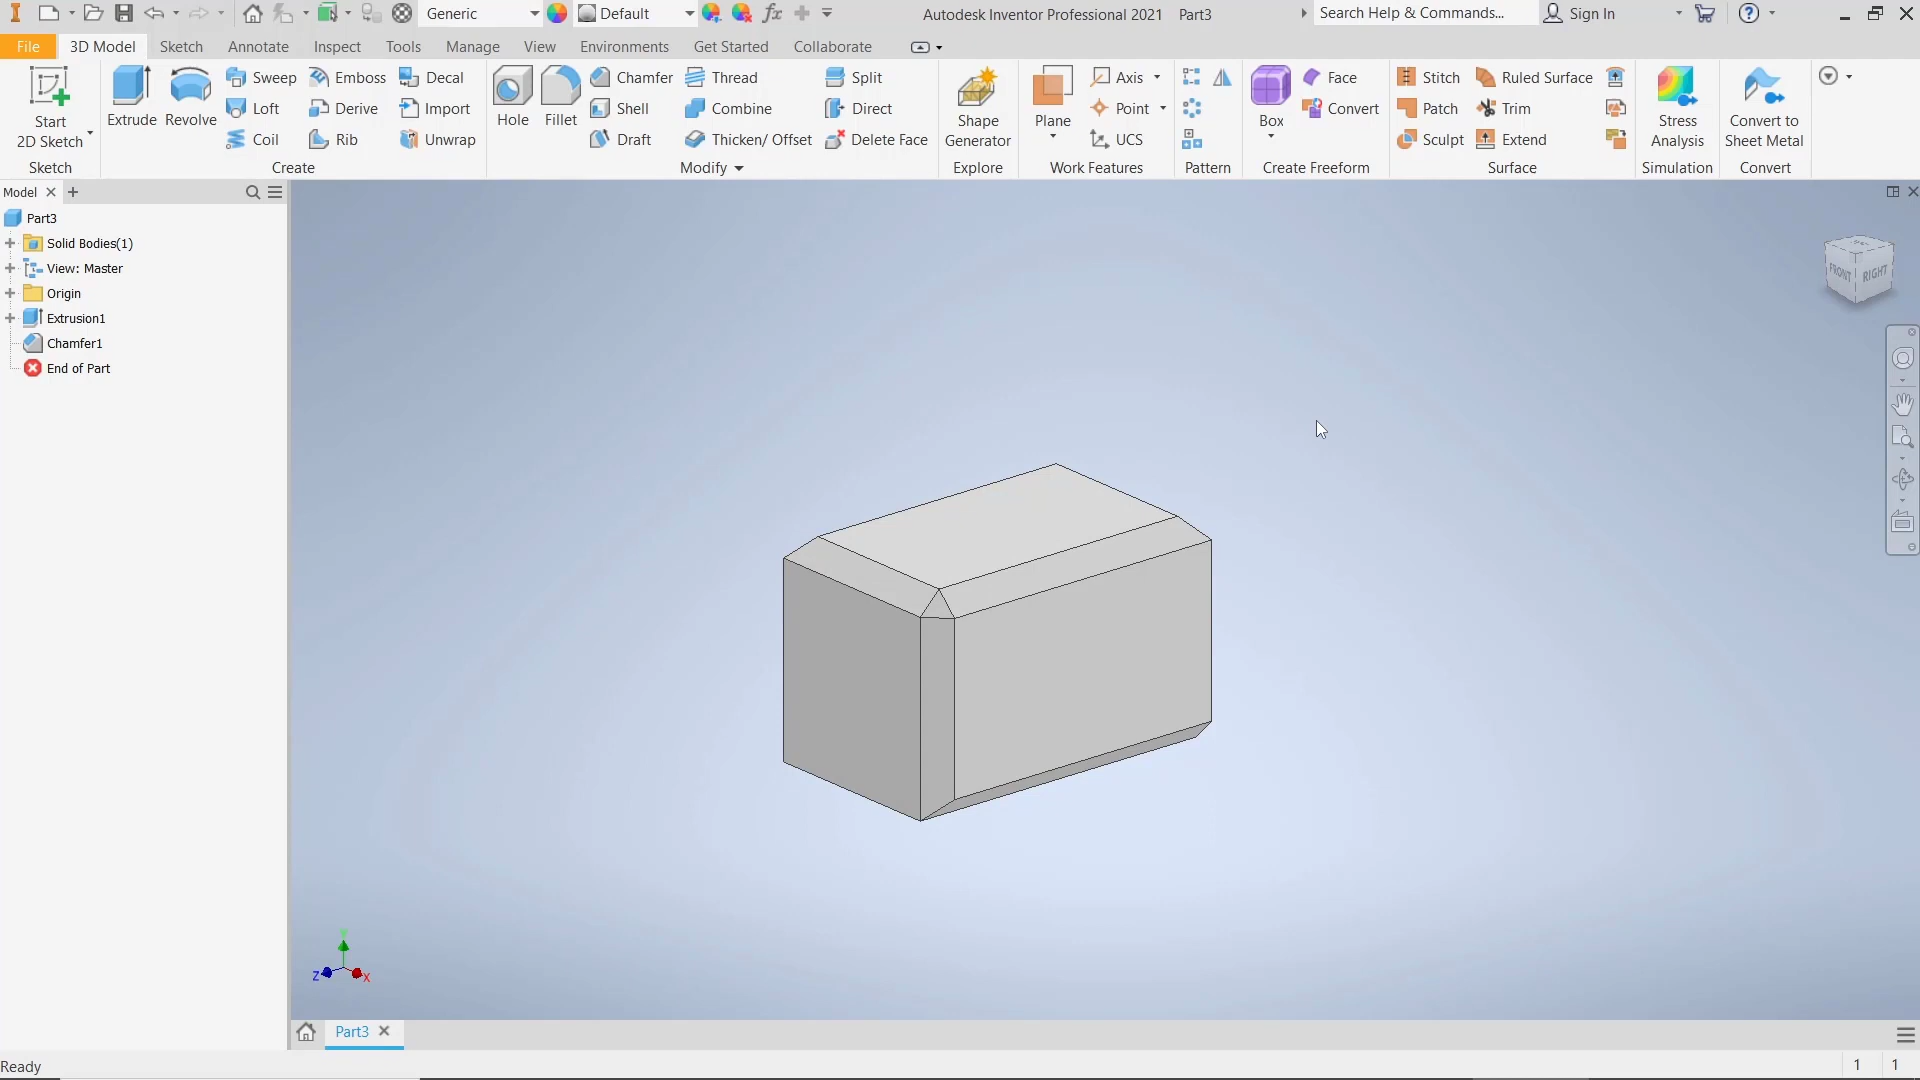 Generic
Default
Autodesk Inventor Professional 2021 Part3
Search Help & Commands...
Sign In
File
3D Model
Sketch
Annotate
Inspect
Tools
Manage
View
Environments
Get Started
Collaborate
Start
2D Sketch
Sketch
Extrude
Revolve
Sweep
Loft
Coil
Emboss
Derive
Rib
Decal
Import
Unwrap
Create
Hole
Fillet
Chamfer
Shell
Draft
Thread
Combine
Thicken/ Offset
Split
Direct
Delete Face
Modify
Shape
Generator
Explore
Plane
Axis
Point
UCS
Work Features
Pattern
Box
Face
Convert
Create Freeform
Stitch
Patch
Sculpt
Ruled Surface
Trim
Extend
Surface
Stress
Analysis
Simulation
Convert to
Sheet Metal
Convert
Model
Part3
Solid Bodies(1)
View: Master
Origin
Extrusion1
Chamfer1
End of Part
FRONT
RIGHT
Y
Z
X
Part3
Ready
1
1